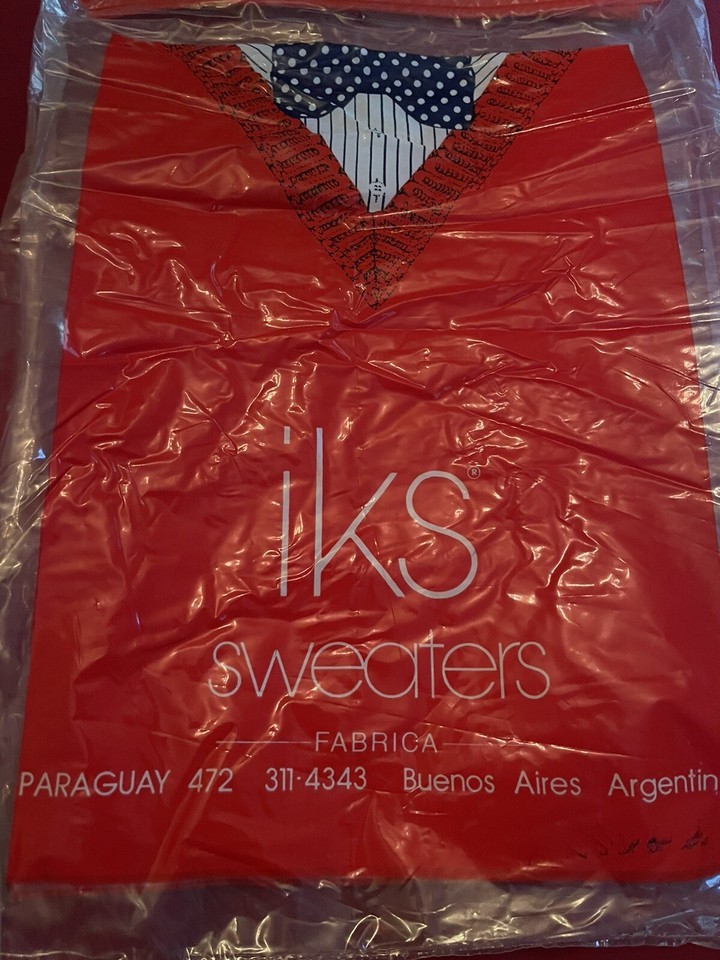 iks®
sweaters
FABRICA
PARAGUAY 472 311-4343 Buenos Aires Argentin